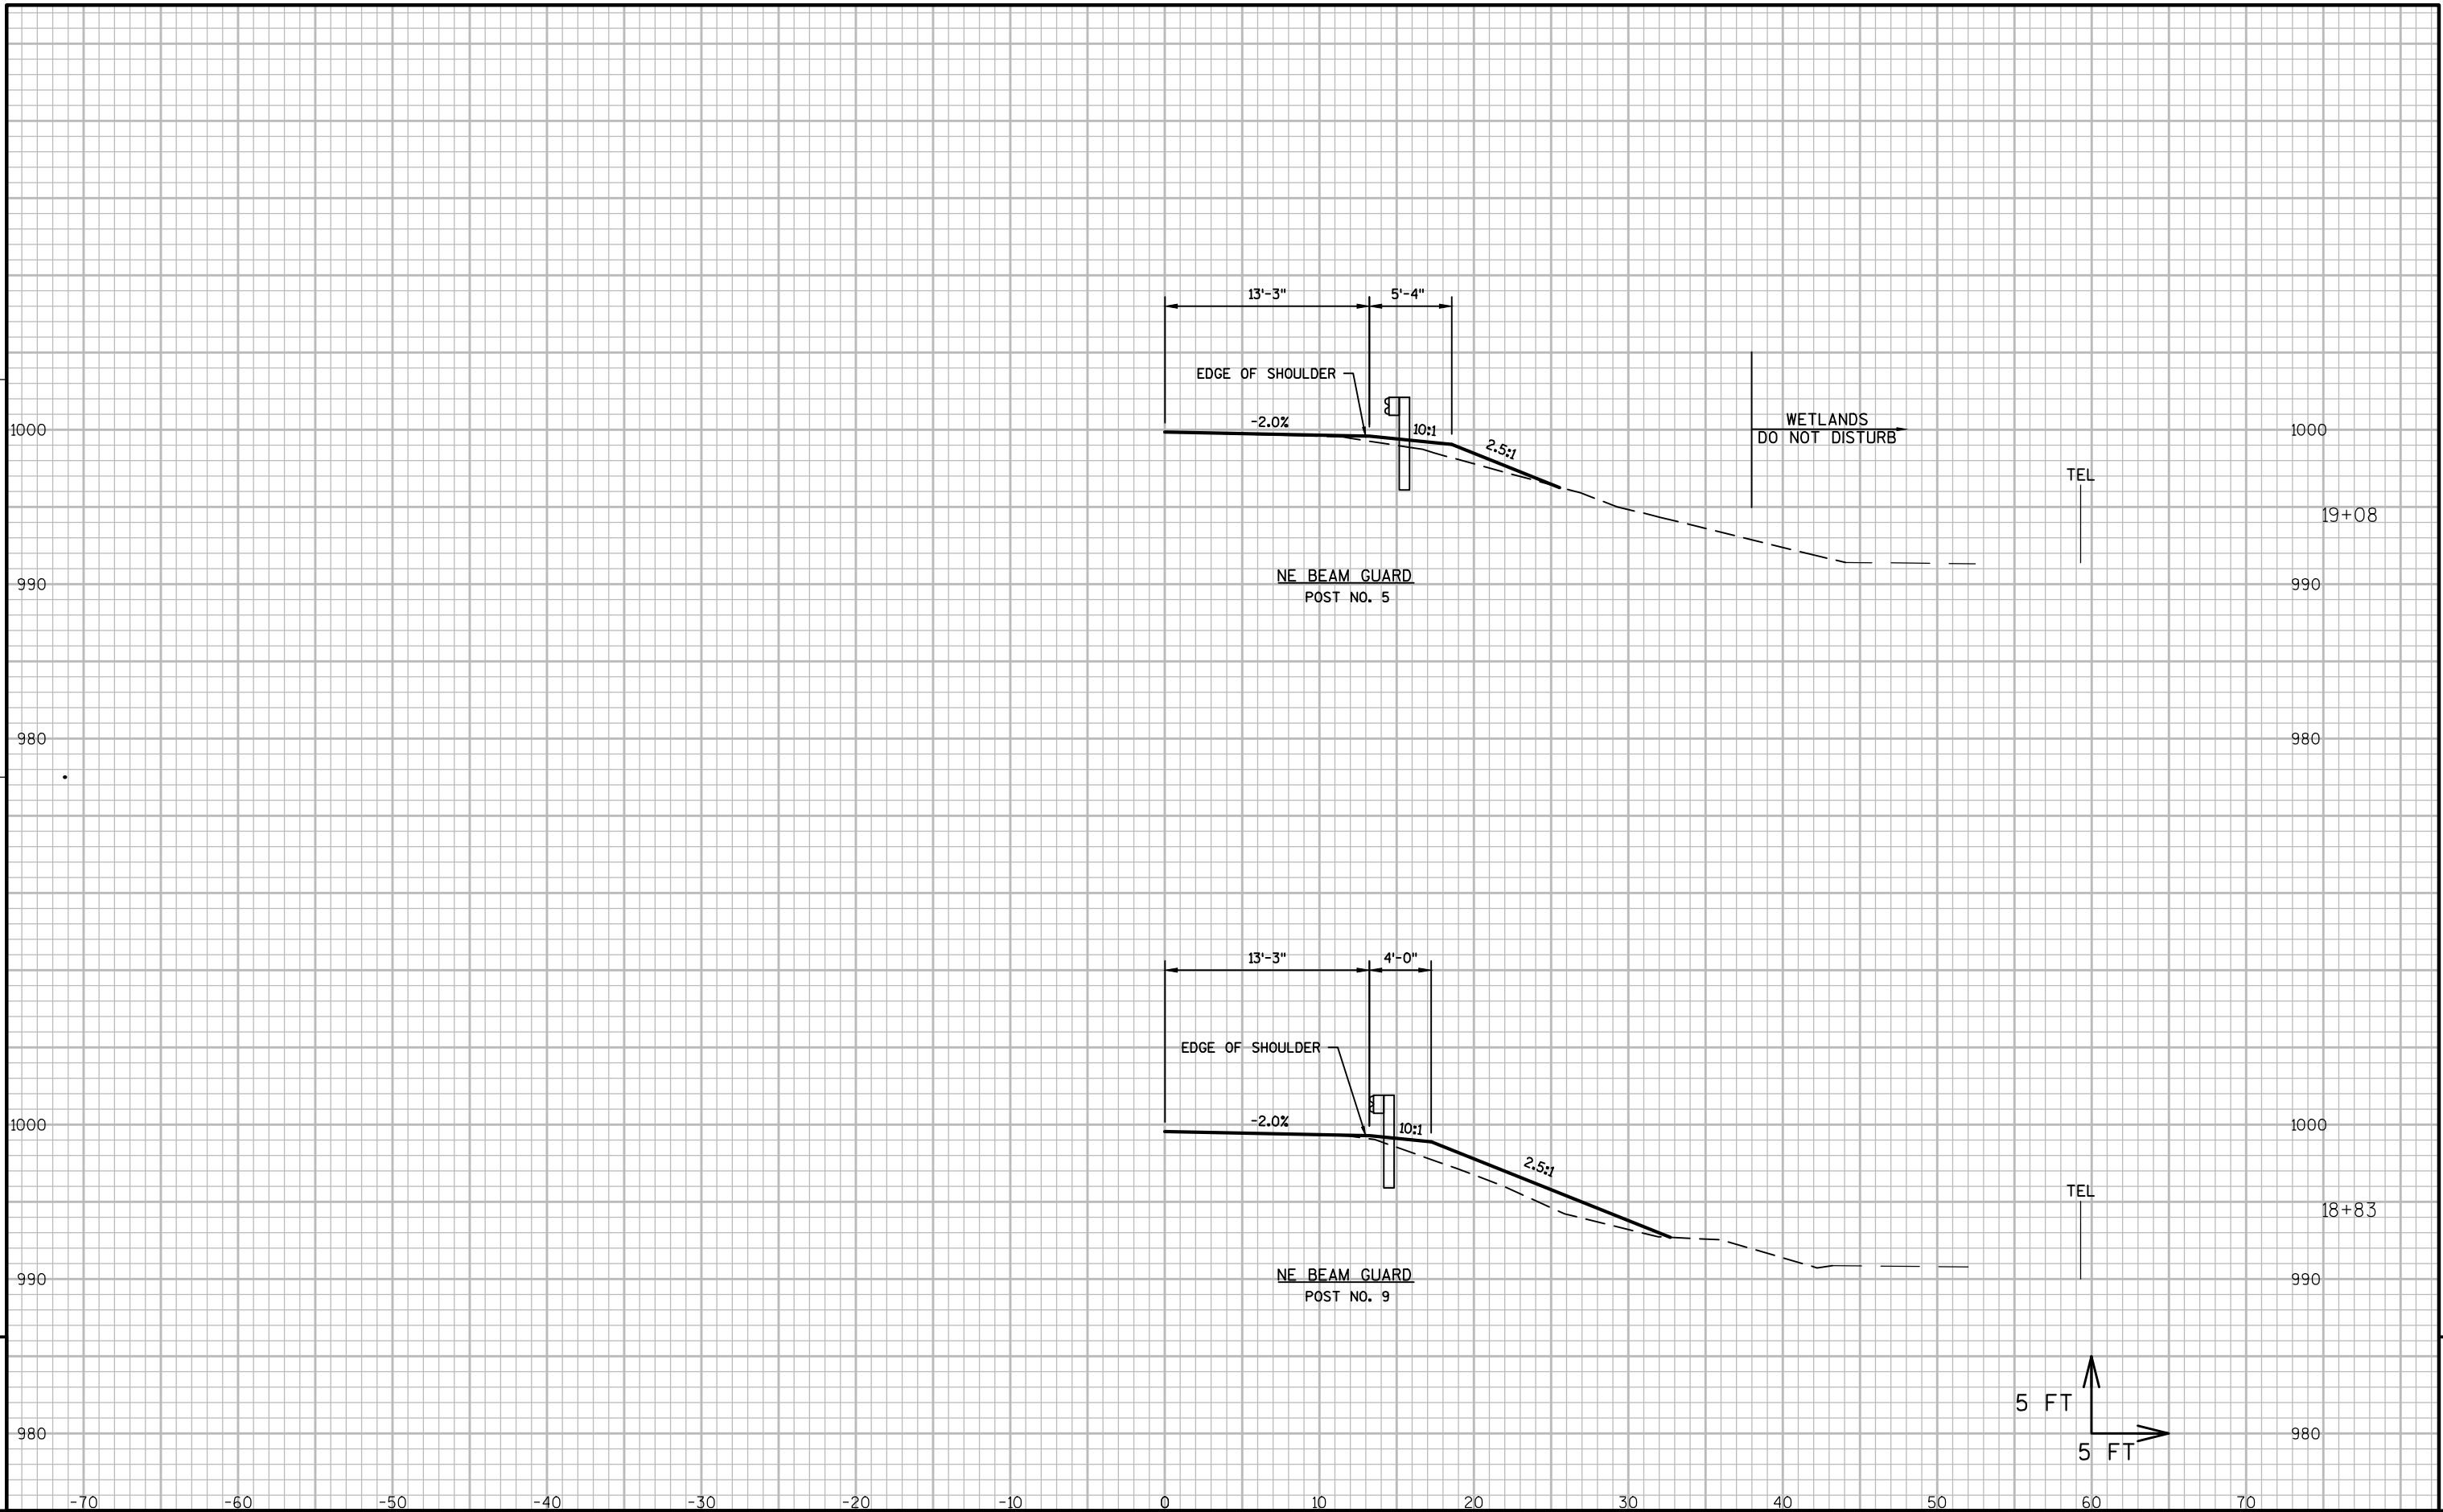 13'-3" 5'-4"
EDGE OF SHOULDER
-2.0% 10:1 2.5:1
WETLANDS
DO NOT DISTURB
1000 1000
TEL
19+08
990 990
NE BEAM GUARD
POST NO. 5
980 980
13'-3" 4'-0"
EDGE OF SHOULDER
-2.0% 10:1 2.5:1
1000 1000
TEL
18+83
990 990
NE BEAM GUARD
POST NO. 9
5 FT
980 980
5 FT
-70 -60 -50 -40 -30 -20 -10 0 10 20 30 40 50 60 70